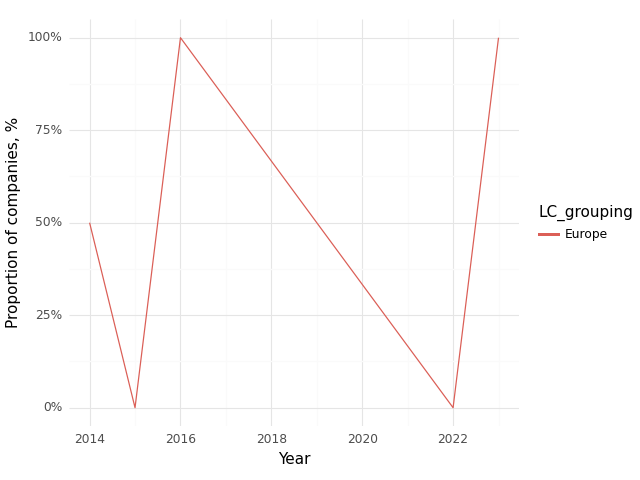 100%
75%
50%
25%
0%
Proportion of companies, %
2014
2016
2018
2020
2022
Year
LC_grouping
Europe